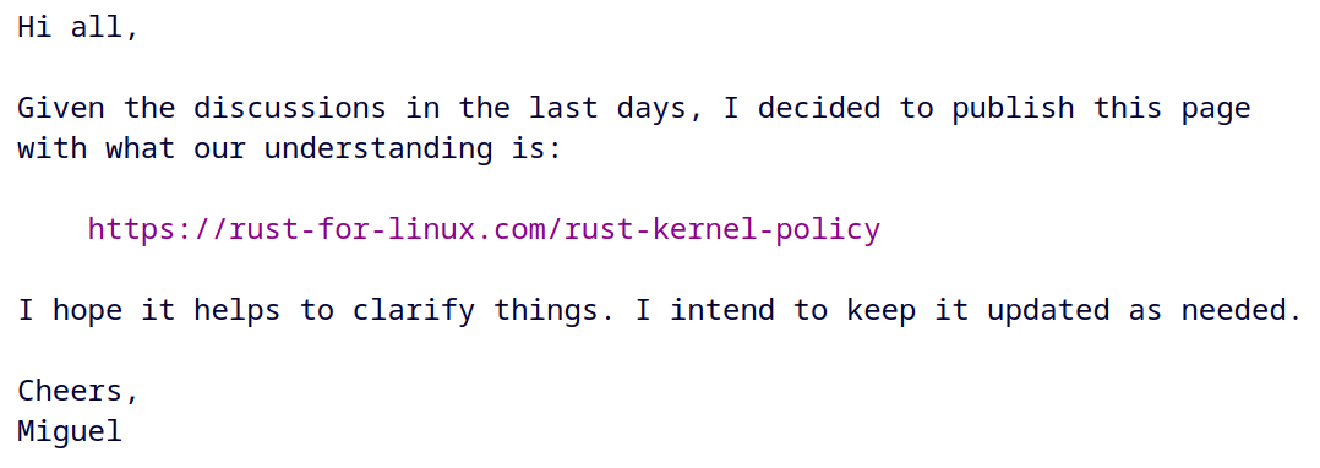 Hi all,
Given the discussions in the last days, I decided to publish this page
with what our understanding is:
https://rust-for-linux.com/rust-kernel-policy
I hope it helps to clarify things. I intend to keep it updated as needed.
Cheers,
Miguel